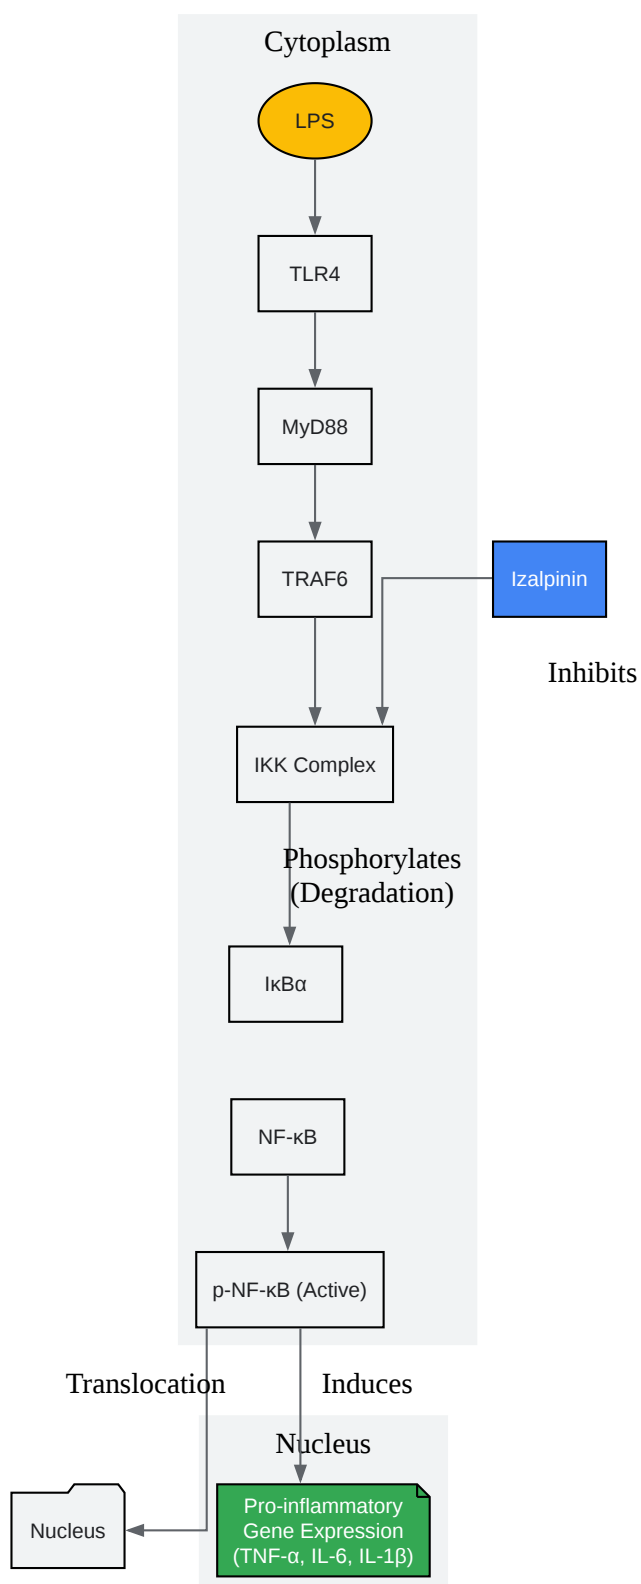 Cytoplasm
LPS
TLR4
MyD88
TRAF6
Izalpinin
Inhibits
IKK Complex
Phosphorylates
(Degradation)
IκBα
NF-κB
p-NF-κB (Active)
Translocation
Induces
Nucleus
Nucleus
Pro-inflammatory
Gene Expression
(TNF-α, IL-6, IL-1β)